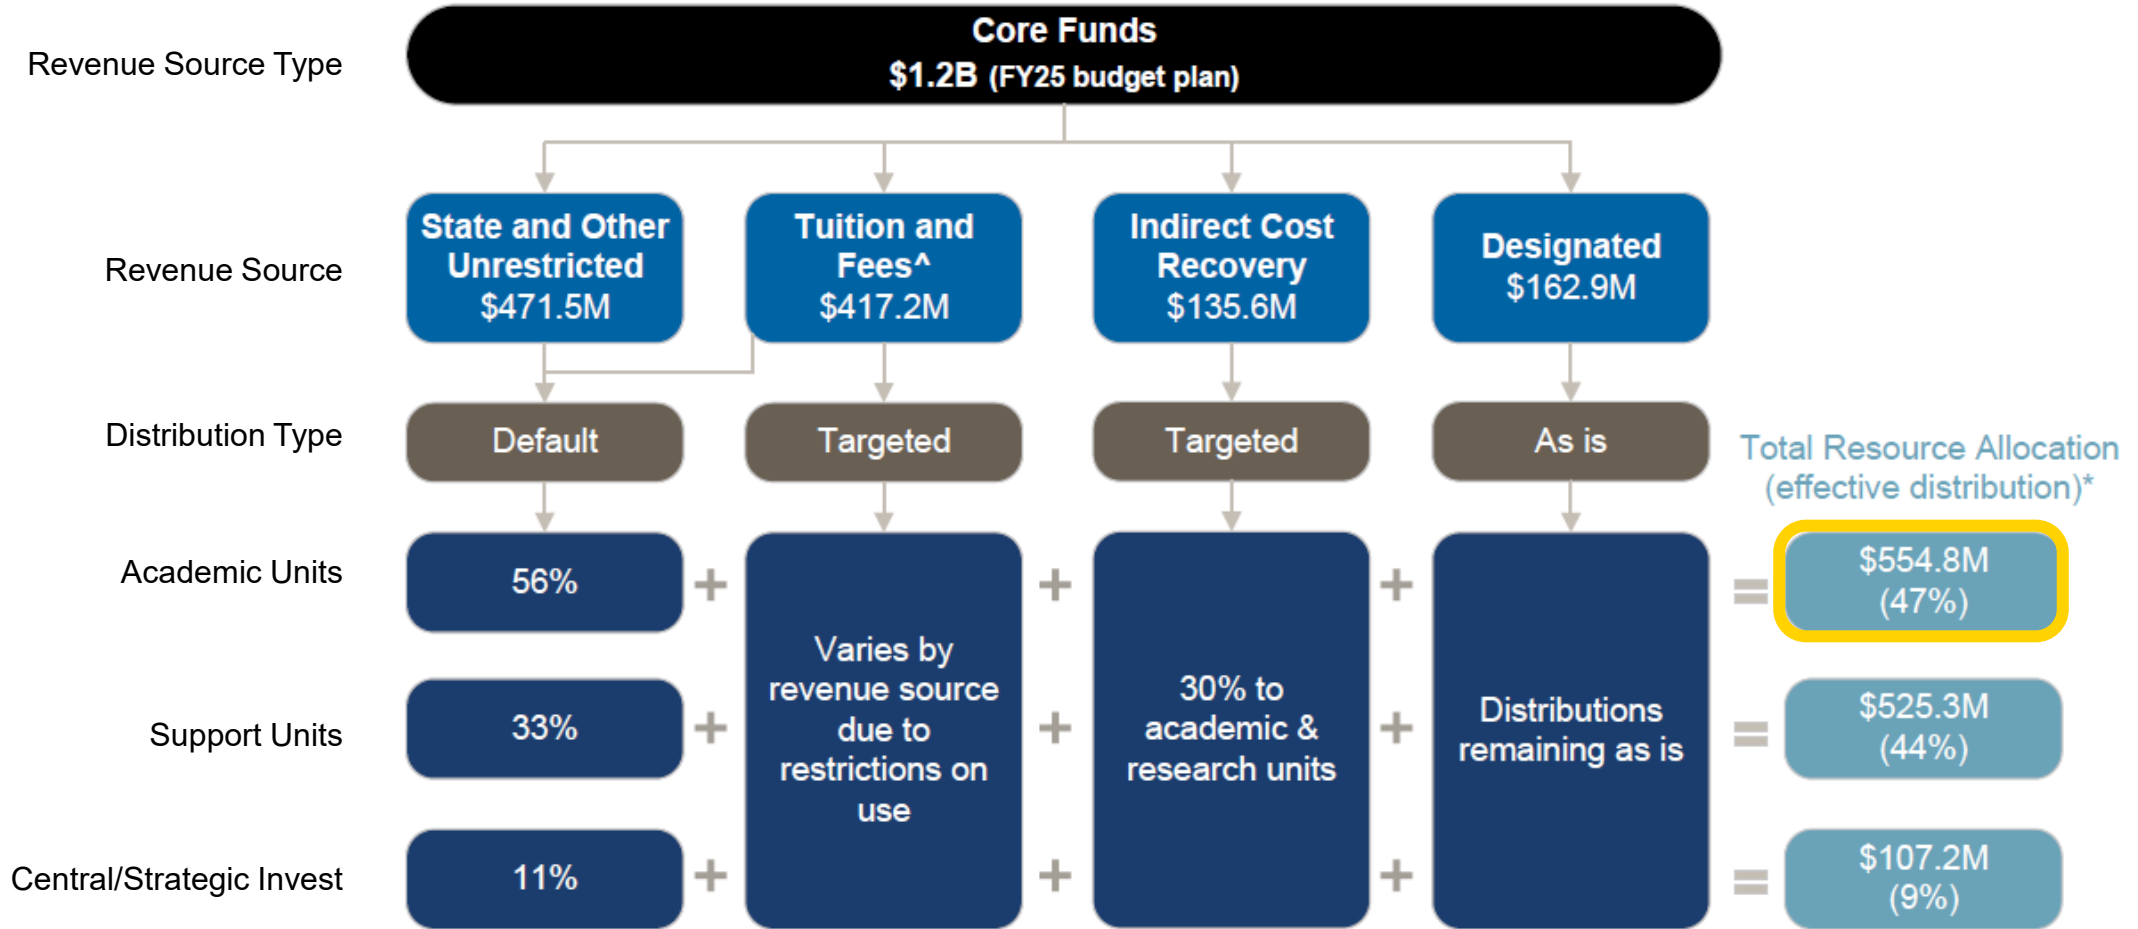 Revenue Source Type
Core Funds
$1.2B (FY25 budget plan)
Revenue Source
State and Other
Unrestricted
$471.5M
Tuition and
Fees^
$417.2M
Indirect Cost
Recovery
$135.6M
Designated
$162.9M
Distribution Type
Default
Targeted
Targeted
As is
Total Resource Allocation
(effective distribution)*
Academic Units
56%
+
+
+
=
$554.8M
(47%)
Varies by
revenue source
due to
restrictions on
use
30% to
academic &
research units
Distributions
remaining as is
Support Units
33%
+
+
+
=
$525.3M
(44%)
Central/Strategic Invest
11%
+
+
+
=
$107.2M
(9%)